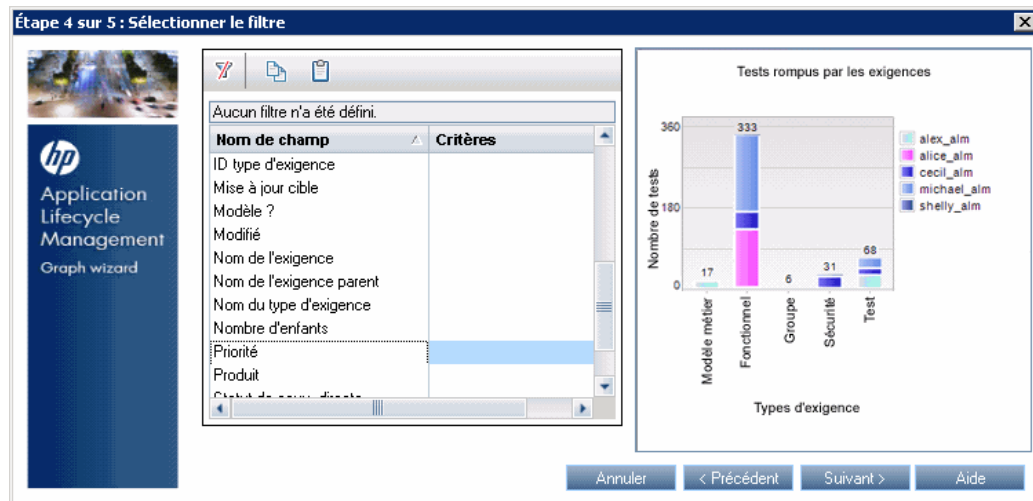 Étape 4 sur 5 : Sélectionner le filtre
hp
Application
Lifecycle
Management
Graph wizard
Aucun filtre n'a été défini.
Nom de champ Critères
ID type d'exigence
Mise à jour cible
Modèle ?
Modifié
Nom de l'exigence
Nom de l'exigence parent
Nom du type d'exigence
Nombre d'enfants
Priorité
Produit
Statut de couv. directe
Tests rompus par les exigences
Nombre de tests
360
180
0
17
333
6
31
68
Modèle métier
Fonctionnel
Groupe
Sécurité
Test
Types d'exigence
alex_alm
alice_alm
cecil_alm
michael_alm
shelly_alm
Annuler < Précédent Suivant > Aide